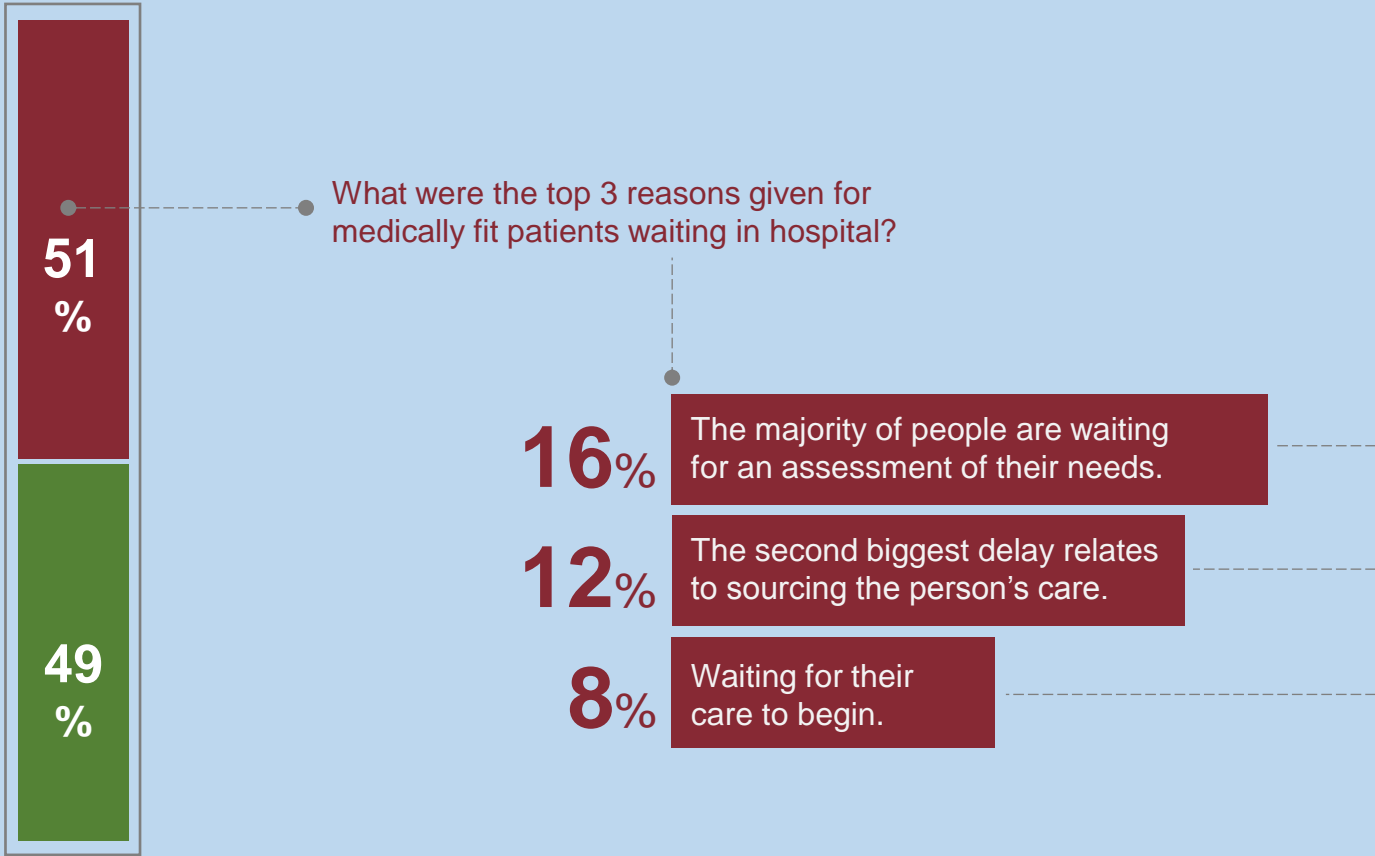 51
%
What were the top 3 reasons given for
medically fit patients waiting in hospital?
16%
The majority of people are waiting
for an assessment of their needs.
12%
The second biggest delay relates
to sourcing the person’s care.
49
%
8%
Waiting for their
care to begin.